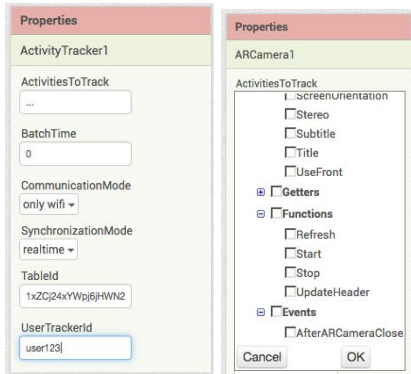 Properties
ActivityTracker1
ActivitiesToTrack
...
BatchTime
0
CommunicationMode
only wifi
SynchronizationMode
realtime
TableId
1xZCj24xYWpj6jHWN2
UserTrackerId
user123
Properties
ARCamera1
ActivitiesToTrack
ScreenOrientation
Stereo
Subtitle
Title
UseFront
Getters
Functions
Refresh
Start
Stop
UpdateHeader
Events
AfterARCameraClose
Cancel
OK